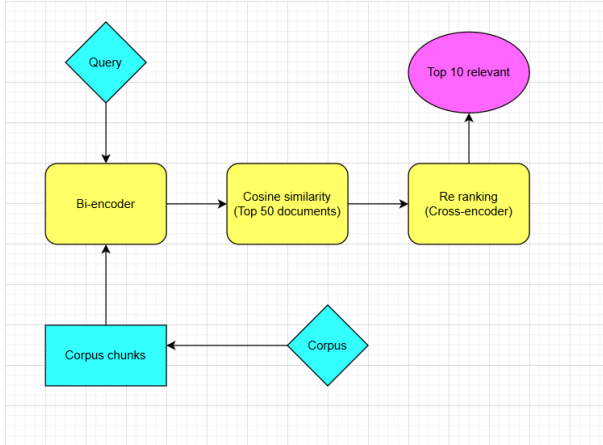 Query
Top 10 relevant
Bi-encoder
Cosine similarity
(Top 50 documents)
Re ranking
(Cross-encoder)
Corpus chunks
Corpus